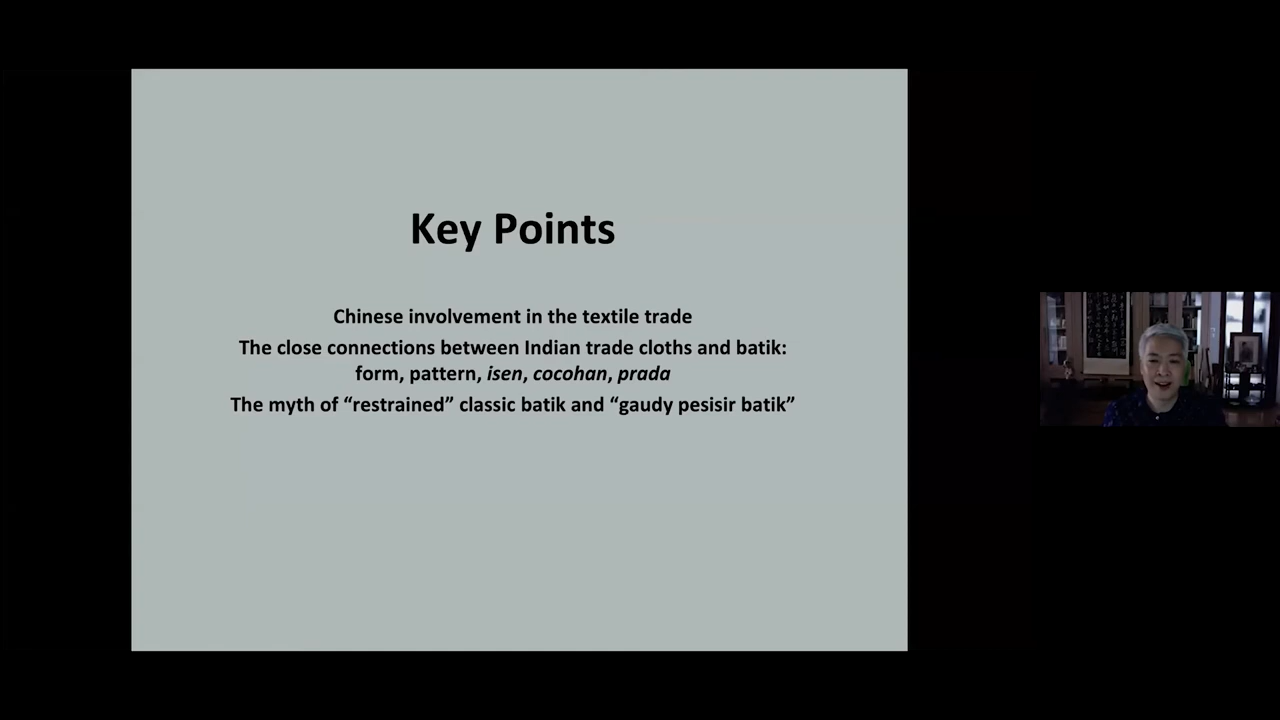 Key Points
Chinese involvement in the textile trade
The close connections between Indian trade cloths and batik:
form, pattern, isen, cocohan, prada
The myth of “restrained” classic batik and “gaudy pesisir batik”